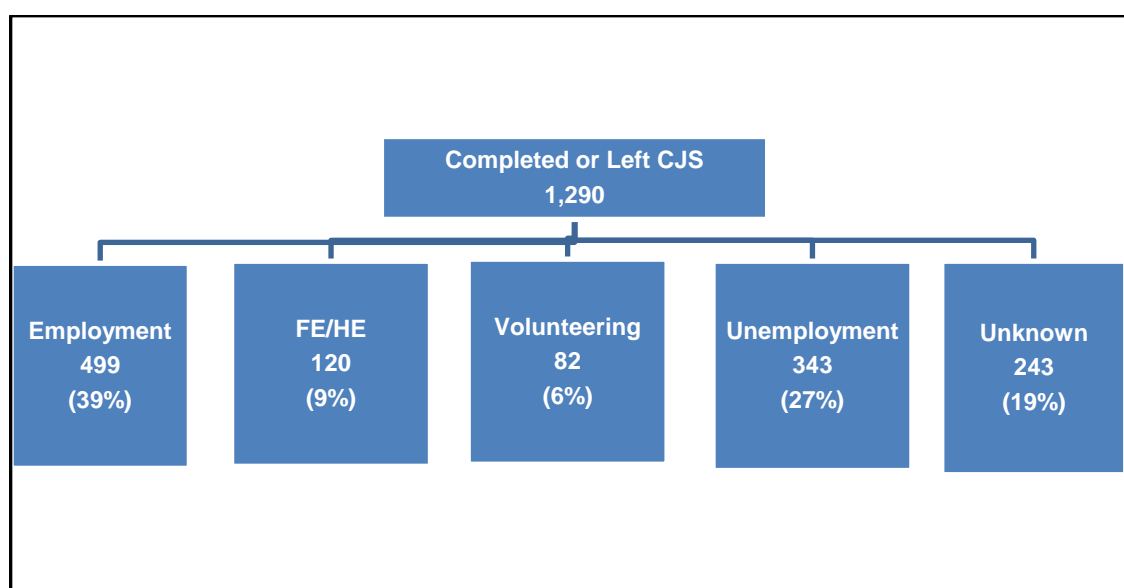 Completed or Left CJS
1,290
Employment
499
(39%)
FE/HE
120
(9%)
Volunteering
82
(6%)
Unemployment
343
(27%)
Unknown
243
(19%)